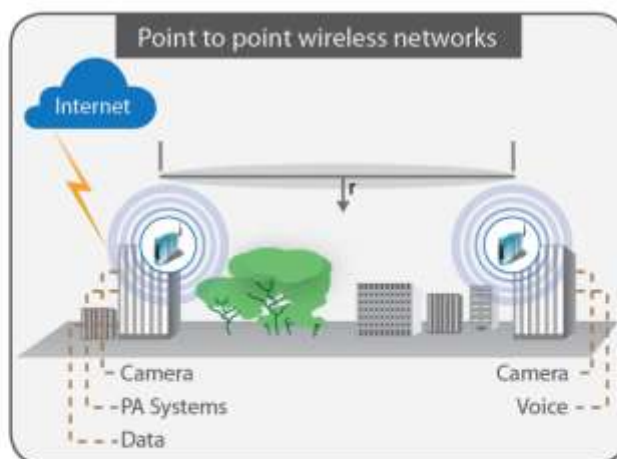 Point to point wireless networks
Internet
r
Camera
PA Systems
Data
Camera
Voice